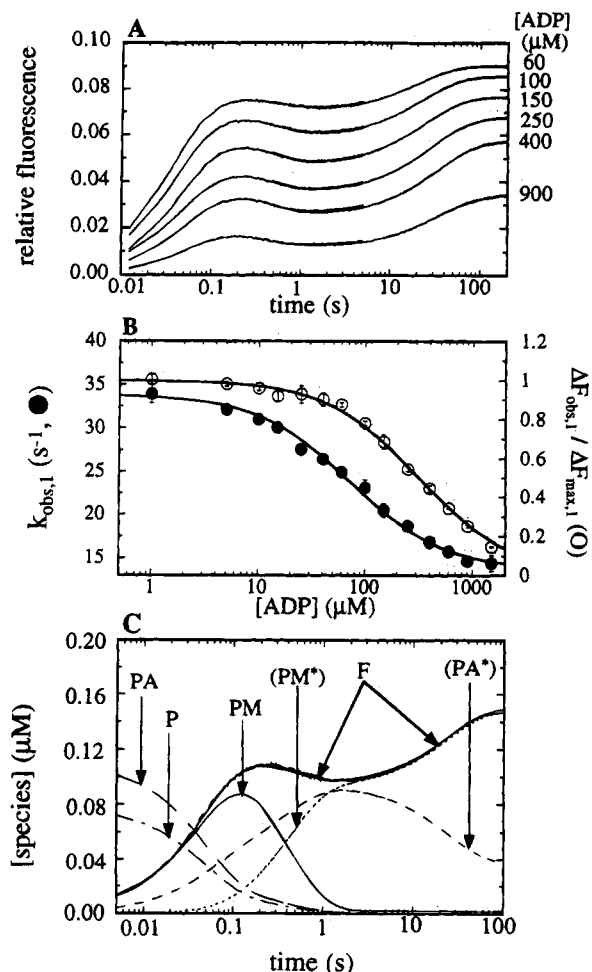 A
[ADP]
(μM)
0.10
0.08
0.06
0.04
0.02
0.00
relative fluorescence
60
100
150
250
400
900
0.01
0.1
1
10
100
time (s)
B
40
35
30
25
20
15
k_obs,1 (s⁻¹, ●)
1.2
1
0.8
0.6
0.4
0.2
0
ΔF_obs,1 / ΔF_max,1 (O)
1
10
100
1000
[ADP] (μM)
C
0.20
0.16
0.12
0.08
0.04
0.00
[species] (μM)
PA
P
PM
(PM*)
F
(PA*)
0.01
0.1
1
10
100
time (s)